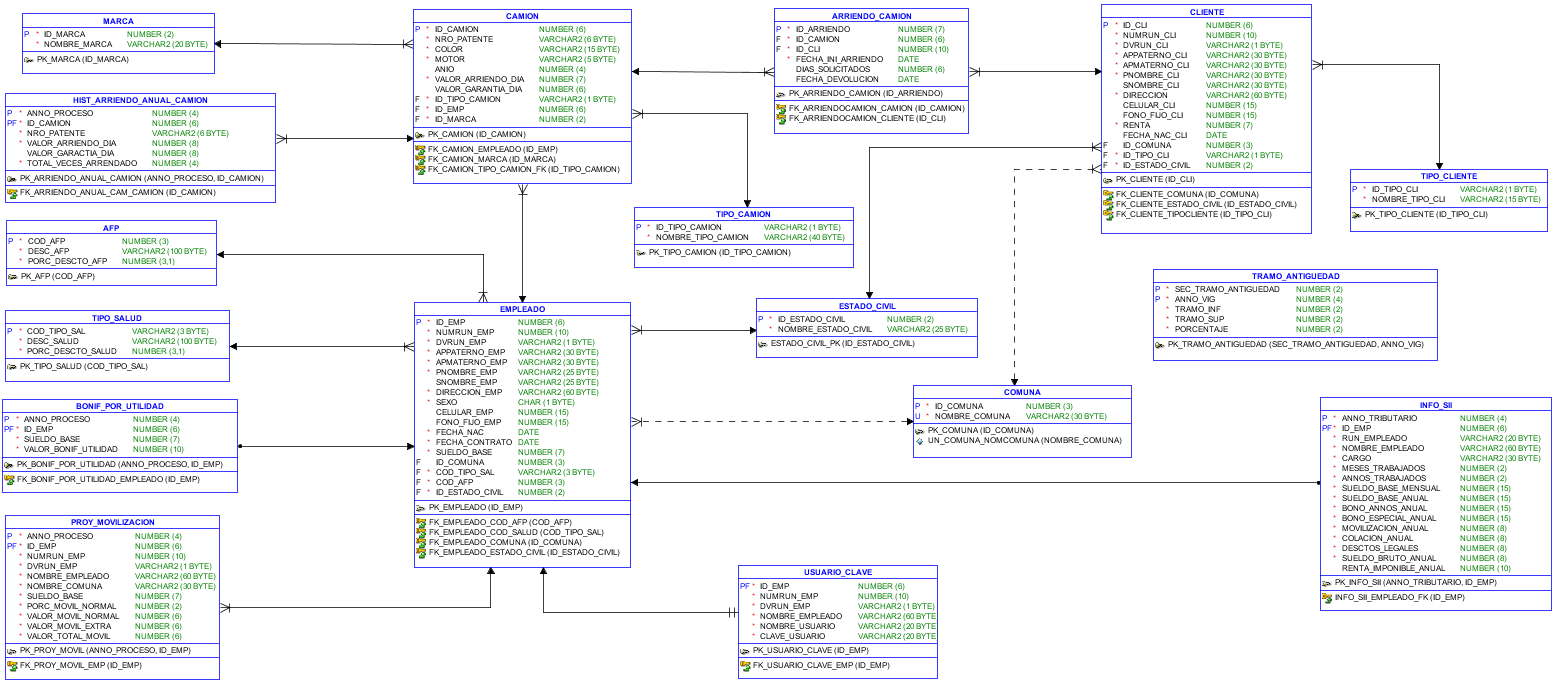 MARCA
P * ID_MARCA NUMBER (2)
* NOMBRE_MARCA VARCHAR2 (20 BYTE)
PK_MARCA (ID_MARCA)
HIST_ARRIENDO_ANUAL_CAMION
P * ANNO_PROCESO NUMBER (4)
PF * ID_CAMION NUMBER (6)
* NRO_PATENTE VARCHAR2 (6 BYTE)
* VALOR_ARRIENDO_DIA NUMBER (8)
VALOR_GARACTIA_DIA NUMBER (8)
* TOTAL_VECES_ARRENDADO NUMBER (4)
PK_ARRIENDO_ANUAL_CAMION (ANNO_PROCESO, ID_CAMION)
FK_ARRIENDO_ANUAL_CAM_CAMION (ID_CAMION)
AFP
P * COD_AFP NUMBER (3)
* DESC_AFP VARCHAR2 (100 BYTE)
* PORC_DESCTO_AFP NUMBER (3,1)
PK_AFP (COD_AFP)
TIPO_SALUD
P * COD_TIPO_SAL VARCHAR2 (3 BYTE)
* DESC_SALUD VARCHAR2 (100 BYTE)
* PORC_DESCTO_SALUD NUMBER (3,1)
PK_TIPO_SALUD (COD_TIPO_SAL)
BONIF_POR_UTILIDAD
P * ANNO_PROCESO NUMBER (4)
PF * ID_EMP NUMBER (6)
* SUELDO_BASE NUMBER (7)
* VALOR_BONIF_UTILIDAD NUMBER (10)
PK_BONIF_POR_UTILIDAD (ANNO_PROCESO, ID_EMP)
FK_BONIF_POR_UTILIDAD_EMPLEADO (ID_EMP)
PROY_MOVILIZACION
P * ANNO_PROCESO NUMBER (4)
PF * ID_EMP NUMBER (6)
* NUMRUN_EMP NUMBER (10)
* DVRUN_EMP VARCHAR2 (1 BYTE)
* NOMBRE_EMPLEADO VARCHAR2 (60 BYTE)
* NOMBRE_COMUNA VARCHAR2 (30 BYTE)
* SUELDO_BASE NUMBER (7)
* PORC_MOVIL_NORMAL NUMBER (2)
* VALOR_MOVIL_NORMAL NUMBER (6)
* VALOR_MOVIL_EXTRA NUMBER (6)
* VALOR_TOTAL_MOVIL NUMBER (6)
PK_PROY_MOVIL (ANNO_PROCESO, ID_EMP)
FK_PROY_MOVIL_EMP (ID_EMP)
CAMION
P * ID_CAMION NUMBER (6)
* NRO_PATENTE VARCHAR2 (6 BYTE)
* COLOR VARCHAR2 (15 BYTE)
* MOTOR VARCHAR2 (5 BYTE)
ANIO NUMBER (4)
* VALOR_ARRIENDO_DIA NUMBER (7)
VALOR_GARANTIA_DIA NUMBER (6)
F * ID_TIPO_CAMION VARCHAR2 (1 BYTE)
F * ID_EMP NUMBER (6)
F * ID_MARCA NUMBER (2)
PK_CAMION (ID_CAMION)
FK_CAMION_EMPLEADO (ID_EMP)
FK_CAMION_MARCA (ID_MARCA)
FK_CAMION_TIPO_CAMION_FK (ID_TIPO_CAMION)
EMPLEADO
P * ID_EMP NUMBER (6)
* NUMRUN_EMP NUMBER (10)
* DVRUN_EMP VARCHAR2 (1 BYTE)
* APPATERNO_EMP VARCHAR2 (30 BYTE)
* APMATERNO_EMP VARCHAR2 (30 BYTE)
* PNOMBRE_EMP VARCHAR2 (25 BYTE)
SNOMBRE_EMP VARCHAR2 (25 BYTE)
* DIRECCION_EMP VARCHAR2 (60 BYTE)
* SEXO CHAR (1 BYTE)
CELULAR_EMP NUMBER (15)
FONO_FIJO_EMP NUMBER (15)
* FECHA_NAC DATE
* FECHA_CONTRATO DATE
* SUELDO_BASE NUMBER (7)
F ID_COMUNA NUMBER (3)
F * COD_TIPO_SAL VARCHAR2 (3 BYTE)
F * COD_AFP NUMBER (3)
F * ID_ESTADO_CIVIL NUMBER (2)
PK_EMPLEADO (ID_EMP)
FK_EMPLEADO_COD_AFP (COD_AFP)
FK_EMPLEADO_COD_SALUD (COD_TIPO_SAL)
FK_EMPLEADO_COMUNA (ID_COMUNA)
FK_EMPLEADO_ESTADO_CIVIL (ID_ESTADO_CIVIL)
ARRIENDO_CAMION
P * ID_ARRIENDO NUMBER (7)
F * ID_CAMION NUMBER (6)
F * ID_CLI NUMBER (10)
* FECHA_INI_ARRIENDO DATE
DIAS_SOLICITADOS NUMBER (6)
FECHA_DEVOLUCION DATE
PK_ARRIENDO_CAMION (ID_ARRIENDO)
FK_ARRIENDOCAMION_CAMION (ID_CAMION)
FK_ARRIENDOCAMION_CLIENTE (ID_CLI)
TIPO_CAMION
P * ID_TIPO_CAMION VARCHAR2 (1 BYTE)
* NOMBRE_TIPO_CAMION VARCHAR2 (40 BYTE)
PK_TIPO_CAMION (ID_TIPO_CAMION)
ESTADO_CIVIL
P * ID_ESTADO_CIVIL NUMBER (2)
* NOMBRE_ESTADO_CIVIL VARCHAR2 (25 BYTE)
ESTADO_CIVIL_PK (ID_ESTADO_CIVIL)
COMUNA
P * ID_COMUNA NUMBER (3)
U * NOMBRE_COMUNA VARCHAR2 (30 BYTE)
PK_COMUNA (ID_COMUNA)
UN_COMUNA_NOMCOMUNA (NOMBRE_COMUNA)
USUARIO_CLAVE
PF * ID_EMP NUMBER (6)
* NUMRUN_EMP NUMBER (10)
* DVRUN_EMP VARCHAR2 (1 BYTE)
* NOMBRE_EMPLEADO VARCHAR2 (60 BYTE
* NOMBRE_USUARIO VARCHAR2 (20 BYTE
* CLAVE_USUARIO VARCHAR2 (20 BYTE
PK_USUARIO_CLAVE (ID_EMP)
FK_USUARIO_CLAVE_EMP (ID_EMP)
CLIENTE
P * ID_CLI NUMBER (6)
* NUMRUN_CLI NUMBER (10)
* DVRUN_CLI VARCHAR2 (1 BYTE)
* APPATERNO_CLI VARCHAR2 (30 BYTE)
* APMATERNO_CLI VARCHAR2 (30 BYTE)
* PNOMBRE_CLI VARCHAR2 (30 BYTE)
SNOMBRE_CLI VARCHAR2 (30 BYTE)
* DIRECCION VARCHAR2 (60 BYTE)
CELULAR_CLI NUMBER (15)
FONO_FIJO_CLI NUMBER (15)
* RENTA NUMBER (7)
FECHA_NAC_CLI DATE
F ID_COMUNA NUMBER (3)
F * ID_TIPO_CLI VARCHAR2 (1 BYTE)
F * ID_ESTADO_CIVIL NUMBER (2)
PK_CLIENTE (ID_CLI)
FK_CLIENTE_COMUNA (ID_COMUNA)
FK_CLIENTE_ESTADO_CIVIL (ID_ESTADO_CIVIL)
FK_CLIENTE_TIPOCLIENTE (ID_TIPO_CLI)
TIPO_CLIENTE
P * ID_TIPO_CLI VARCHAR2 (1 BYTE)
* NOMBRE_TIPO_CLI VARCHAR2 (15 BYTE)
PK_TIPO_CLIENTE (ID_TIPO_CLI)
TRAMO_ANTIGUEDAD
P * SEC_TRAMO_ANTIGUEDAD NUMBER (2)
P * ANNO_VIG NUMBER (4)
* TRAMO_INF NUMBER (2)
* TRAMO_SUP NUMBER (2)
* PORCENTAJE NUMBER (2)
PK_TRAMO_ANTIGUEDAD (SEC_TRAMO_ANTIGUEDAD, ANNO_VIG)
INFO_SII
P * ANNO_TRIBUTARIO NUMBER (4)
PF * ID_EMP NUMBER (6)
* RUN_EMPLEADO VARCHAR2 (20 BYTE)
* NOMBRE_EMPLEADO VARCHAR2 (60 BYTE)
* CARGO VARCHAR2 (30 BYTE)
* MESES_TRABAJADOS NUMBER (2)
* ANNOS_TRABAJADOS NUMBER (2)
* SUELDO_BASE_MENSUAL NUMBER (15)
* SUELDO_BASE_ANUAL NUMBER (15)
* BONO_ANNOS_ANUAL NUMBER (15)
* BONO_ESPECIAL_ANUAL NUMBER (15)
* MOVILIZACION_ANUAL NUMBER (8)
* COLACION_ANUAL NUMBER (8)
* DESCTOS_LEGALES NUMBER (8)
* SUELDO_BRUTO_ANUAL NUMBER (8)
RENTA_IMPONIBLE_ANUAL NUMBER (10)
PK_INFO_SII (ANNO_TRIBUTARIO, ID_EMP)
INFO_SII_EMPLEADO_FK (ID_EMP)